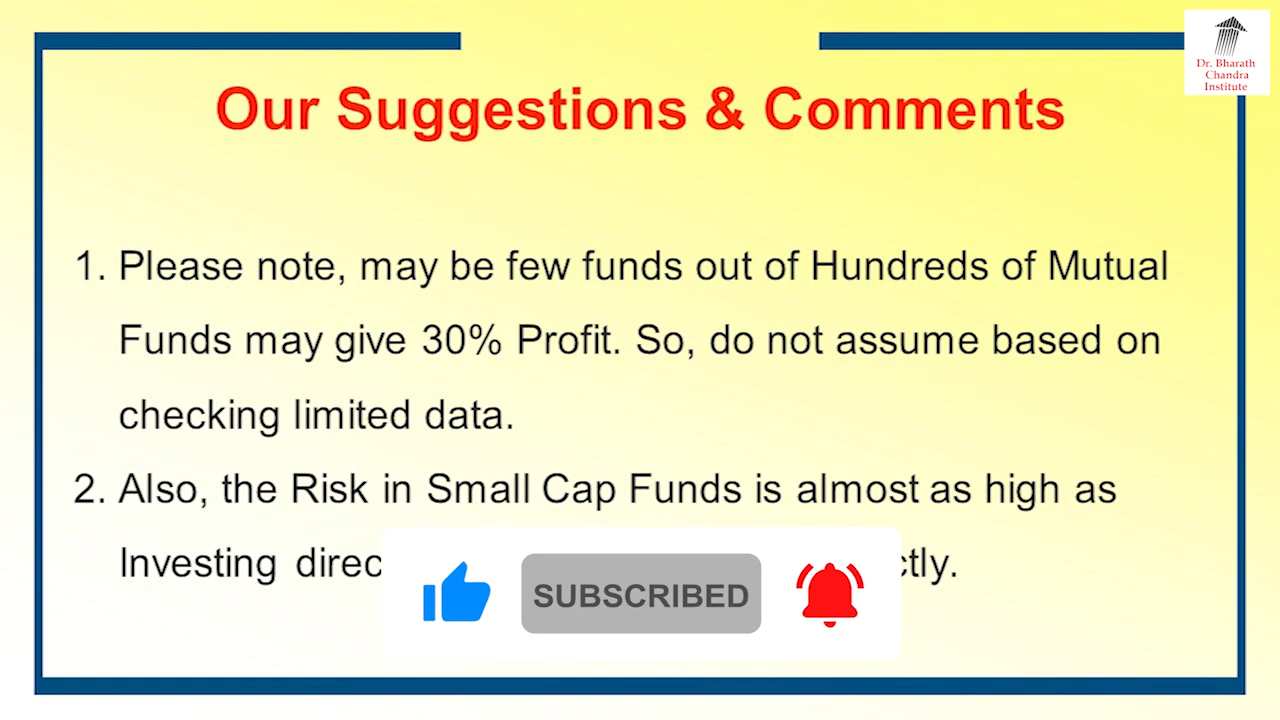 Dr. Bharath
Chandra
Institute
Our Suggestions & Comments
1. Please note, may be few funds out of Hundreds of Mutual
Funds may give 30% Profit. So, do not assume based on
checking limited data.
2. Also, the Risk in Small Cap Funds is almost as high as
Investing
SUBSCRIBED